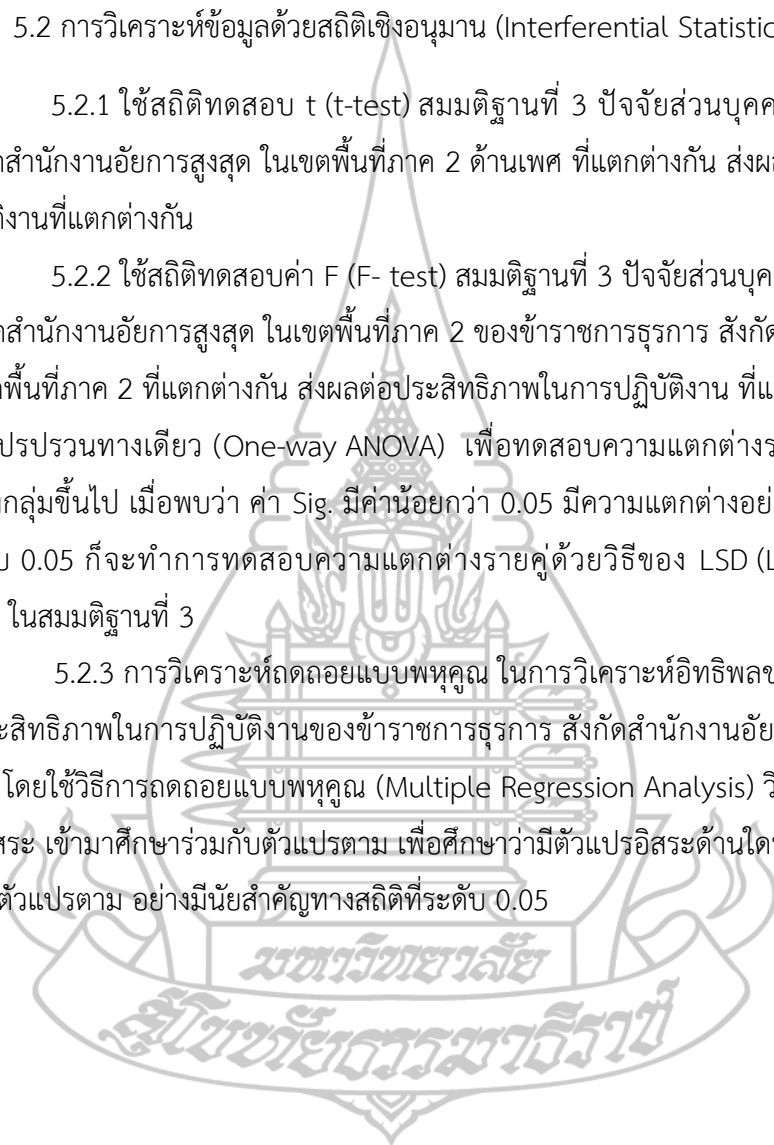 5.2 การวิเคราะห์ข้อมูลด้วยสถิติเชิงอนุมาน (Interferential Statistic
5.2.1 ใช้สถิติทดสอบ t (t-test) สมมติฐานที่ 3 ปัจจัยส่วนบุคค
สำนักงานอัยการสูงสุด ในเขตพื้นที่ภาค 2 ด้านเพศ ที่แตกต่างกัน ส่งผ
งานที่แตกต่างกัน
5.2.2 ใช้สถิติทดสอบค่า F (F- test) สมมติฐานที่ 3 ปัจจัยส่วนบุค
สำนักงานอัยการสูงสุด ในเขตพื้นที่ภาค 2 ของข้าราชการธุรการ สังกัด
พื้นที่ภาค 2 ที่แตกต่างกัน ส่งผลต่อประสิทธิภาพในการปฏิบัติงาน ที่แ
ปรปรวนทางเดียว (One-way ANOVA) เพื่อทดสอบความแตกต่างร
กลุ่มขึ้นไป เมื่อพบว่า ค่า Sig. มีค่าน้อยกว่า 0.05 มีความแตกต่างอย่
บ 0.05 ก็จะทำการทดสอบความแตกต่างรายคู่ด้วยวิธีของ LSD (L
ในสมมติฐานที่ 3
5.2.3 การวิเคราะห์ถดถอยแบบพหุคูณ ในการวิเคราะห์อิทธิพลข
ะสิทธิภาพในการปฏิบัติงานของข้าราชการธุรการ สังกัดสำนักงานอัย
โดยใช้วิธีการถดถอยแบบพหุคูณ (Multiple Regression Analysis) วิ
สระ เข้ามาศึกษาร่วมกับตัวแปรตาม เพื่อศึกษาว่ามีตัวแปรอิสระด้านใด
ตัวแปรตาม อย่างมีนัยสำคัญทางสถิติที่ระดับ 0.05
มหาวิทยาลัย
สุโขทัยธรรมาธิราช